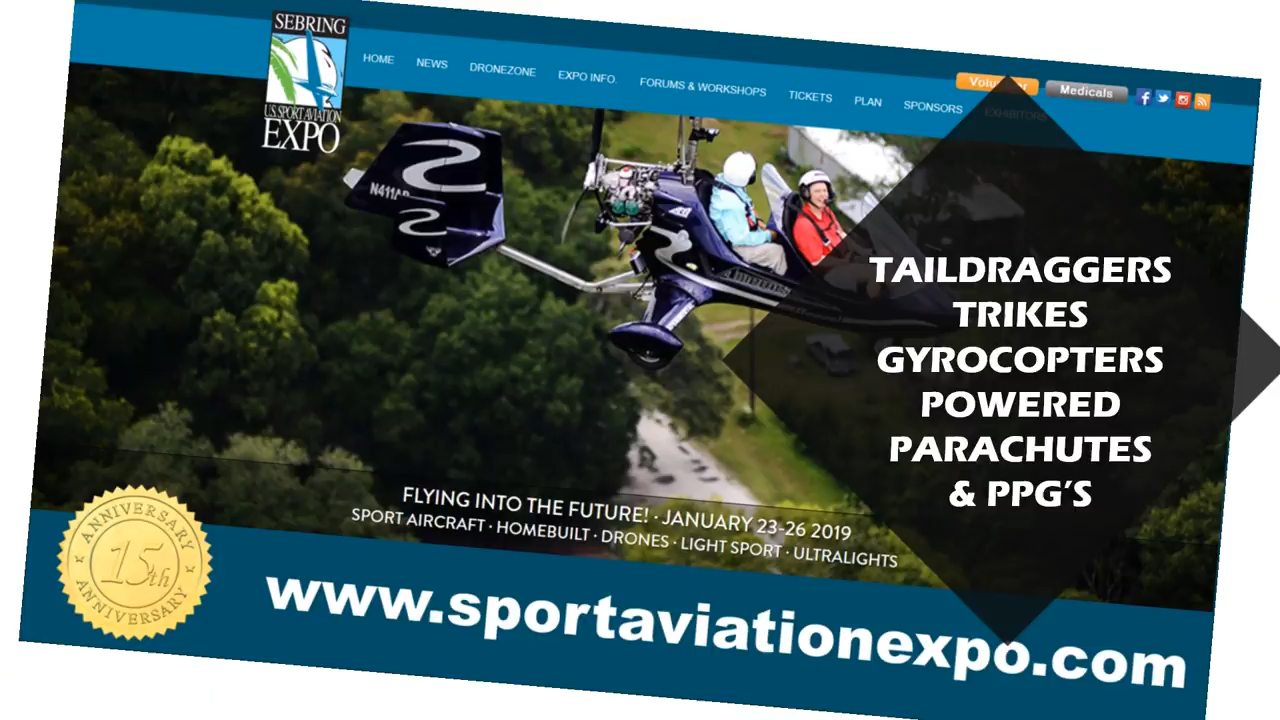 SEBRING
U.S. SPORT AVIATION
EXPO
HOME NEWS DRONEZONE EXPO INFO. FORUMS & WORKSHOPS TICKETS PLAN SPONSORS EXHIBITORS
Medicals
N411A
TAILDRAGGERS
TRIKES
GYROCOPTERS
POWERED
PARACHUTES
& PPG'S
FLYING INTO THE FUTURE! · JANUARY 23-26 2019
SPORT AIRCRAFT · HOMEBUILT · DRONES · LIGHT SPORT · ULTRALIGHTS
ANNIVERSARY
15th
ANNIVERSARY
www.sportaviationexpo.com